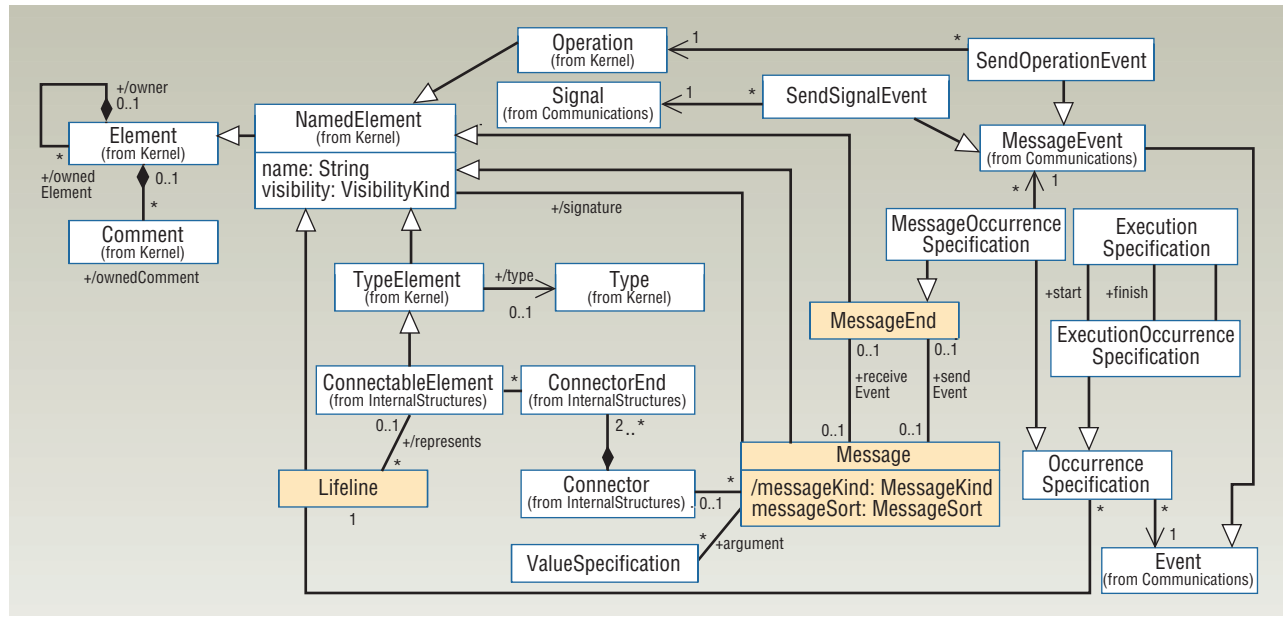 Operation
(from Kernel)
1
*
SendOperationEvent
+/owner
0..1
Signal
(from Communications)
1
*
SendSignalEvent
Element
(from Kernel)
NamedElement
(from Kernel)
MessageEvent
(from Communications)
*
+/owned
Element
0..1
name: String
visibility: VisibilityKind
*
1
*
+/signature
Comment
(from Kernel)
+/ownedComment
MessageOccurrence
Specification
Execution
Specification
TypeElement
(from Kernel)
+/type
0..1
Type
(from Kernel)
+start
+finish
MessageEnd
ExecutionOccurrence
Specification
0..1
0..1
ConnectableElement
(from InternalStructures)
*
ConnectorEnd
(from InternalStructures)
+receive
Event
+send
Event
0..1
+/represents
*
2..*
0..1
0..1
Message
Lifeline
1
Connector
(from InternalStructures)
*
0..1
/messageKind: MessageKind
messageSort: MessageSort
Occurrence
Specification
*
*
1
*
+argument
ValueSpecification
Event
(from Communications)